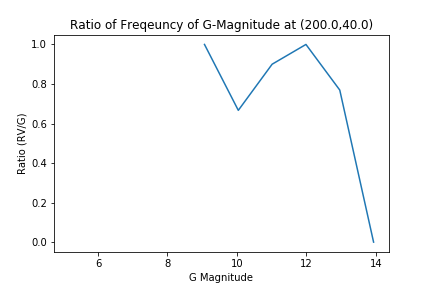 Ratio of Freqeuncy of G-Magnitude at (200.0,40.0)
1.0
0.8
0.6
0.4
0.2
0.0
Ratio (RV/G)
6 8 10 12 14
G Magnitude